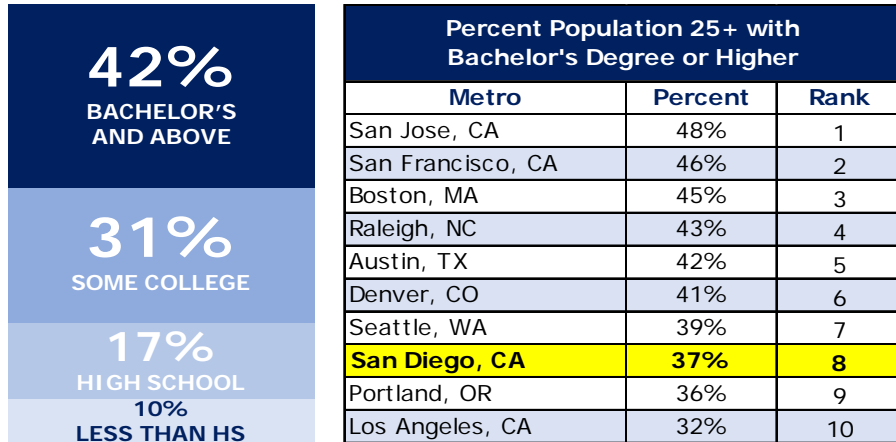 42%
BACHELOR'S
AND ABOVE
31%
SOME COLLEGE
17%
HIGH SCHOOL
10%
LESS THAN HS
Percent Population 25+ with
Bachelor's Degree or Higher
Metro Percent Rank
San Jose, CA 48% 1
San Francisco, CA 46% 2
Boston, MA 45% 3
Raleigh, NC 43% 4
Austin, TX 42% 5
Denver, CO 41% 6
Seattle, WA 39% 7
San Diego, CA 37% 8
Portland, OR 36% 9
Los Angeles, CA 32% 10